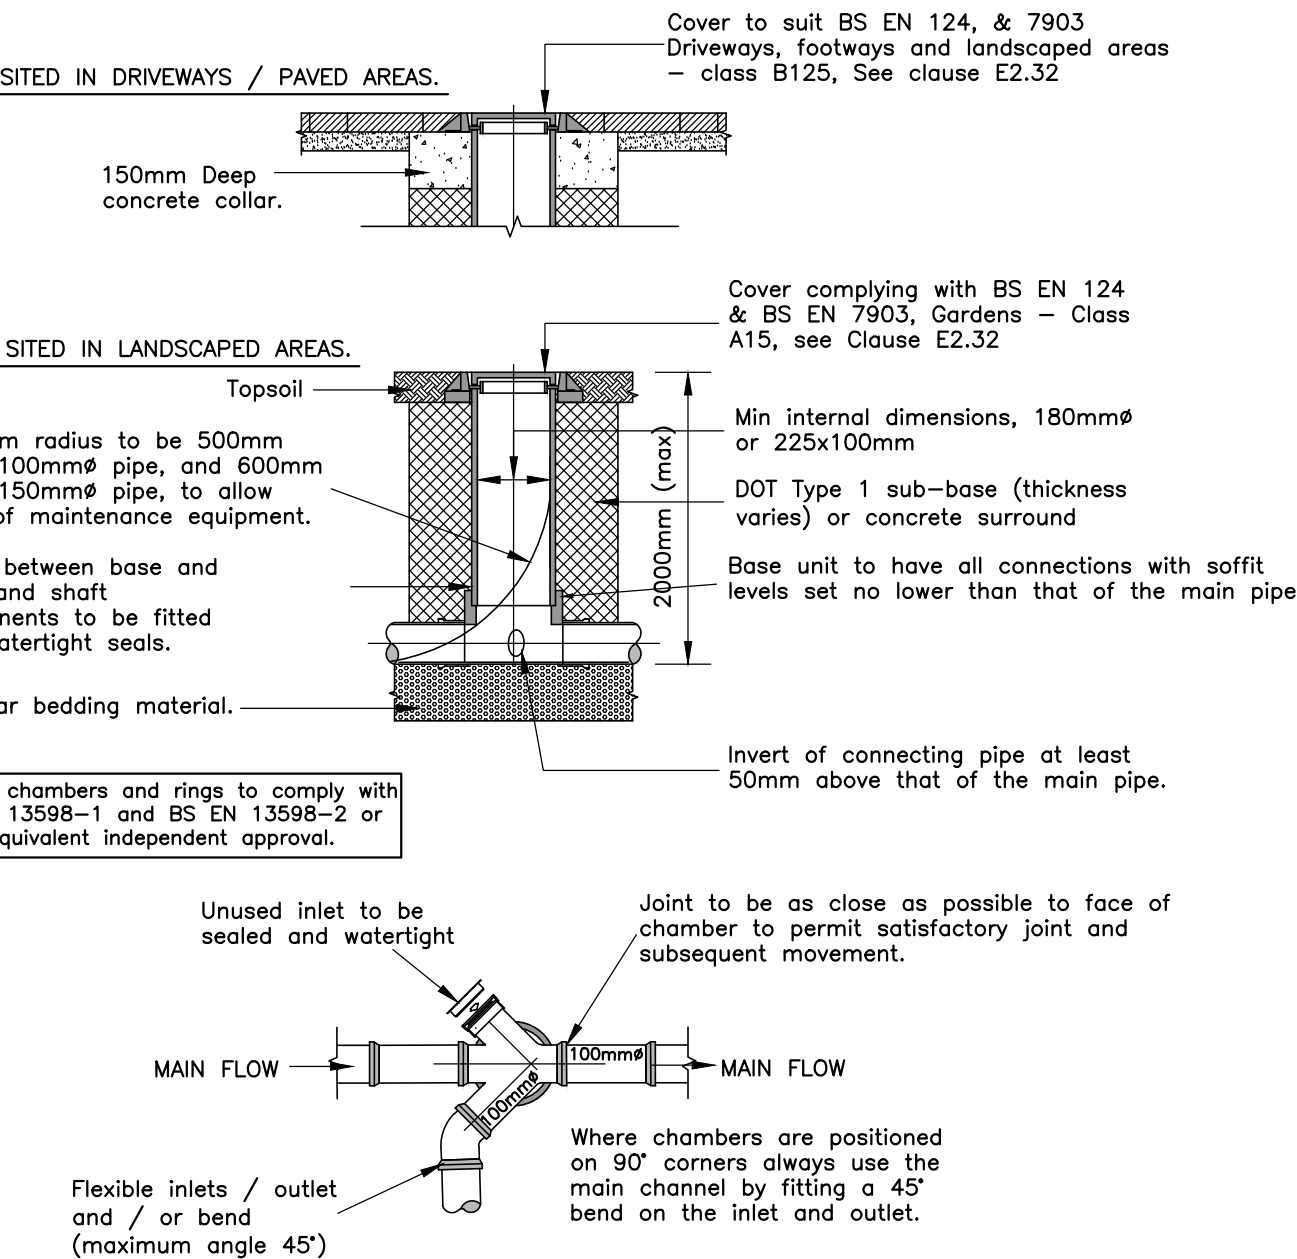 Cover to suit BS EN 124, & 7903
Driveways, footways and landscaped areas
– class B125, See clause E2.32
SITED IN DRIVEWAYS / PAVED AREAS.
150mm Deep
concrete collar.
Cover complying with BS EN 124
& BS EN 7903, Gardens – Class
A15, see Clause E2.32
SITED IN LANDSCAPED AREAS.
Topsoil
radius to be 500mm
100mmø pipe, and 600mm
150mmø pipe, to allow
of maintenance equipment.
Min internal dimensions, 180mmø
or 225x100mm
2000mm (max)
DOT Type 1 sub-base (thickness
varies) or concrete surround
between base and
and shaft
to be fitted
seals.
Base unit to have all connections with soffit
levels set no lower than that of the main pipe
bedding material.
Invert of connecting pipe at least
50mm above that of the main pipe.
chambers and rings to comply with
13598-1 and BS EN 13598-2 or
independent approval.
Unused inlet to be
sealed and watertight
Joint to be as close as possible to face of
chamber to permit satisfactory joint and
subsequent movement.
MAIN FLOW
100mmø
MAIN FLOW
100mmø
Where chambers are positioned
on 90° corners always use the
main channel by fitting a 45°
bend on the inlet and outlet.
Flexible inlets / outlet
and / or bend
(maximum angle 45°)